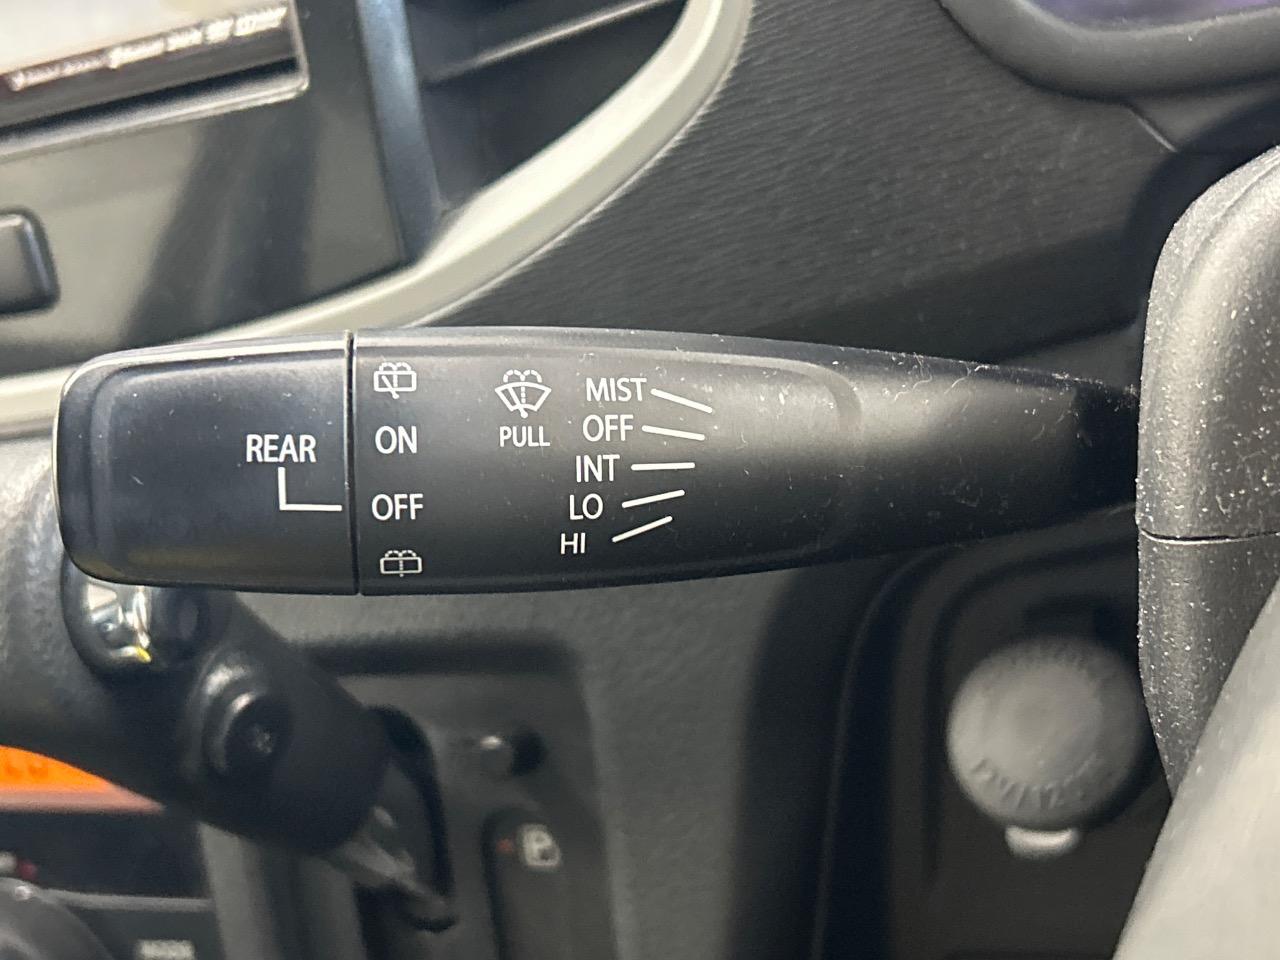 REAR
ON
OFF
PULL
MIST
OFF
INT
LO
HI